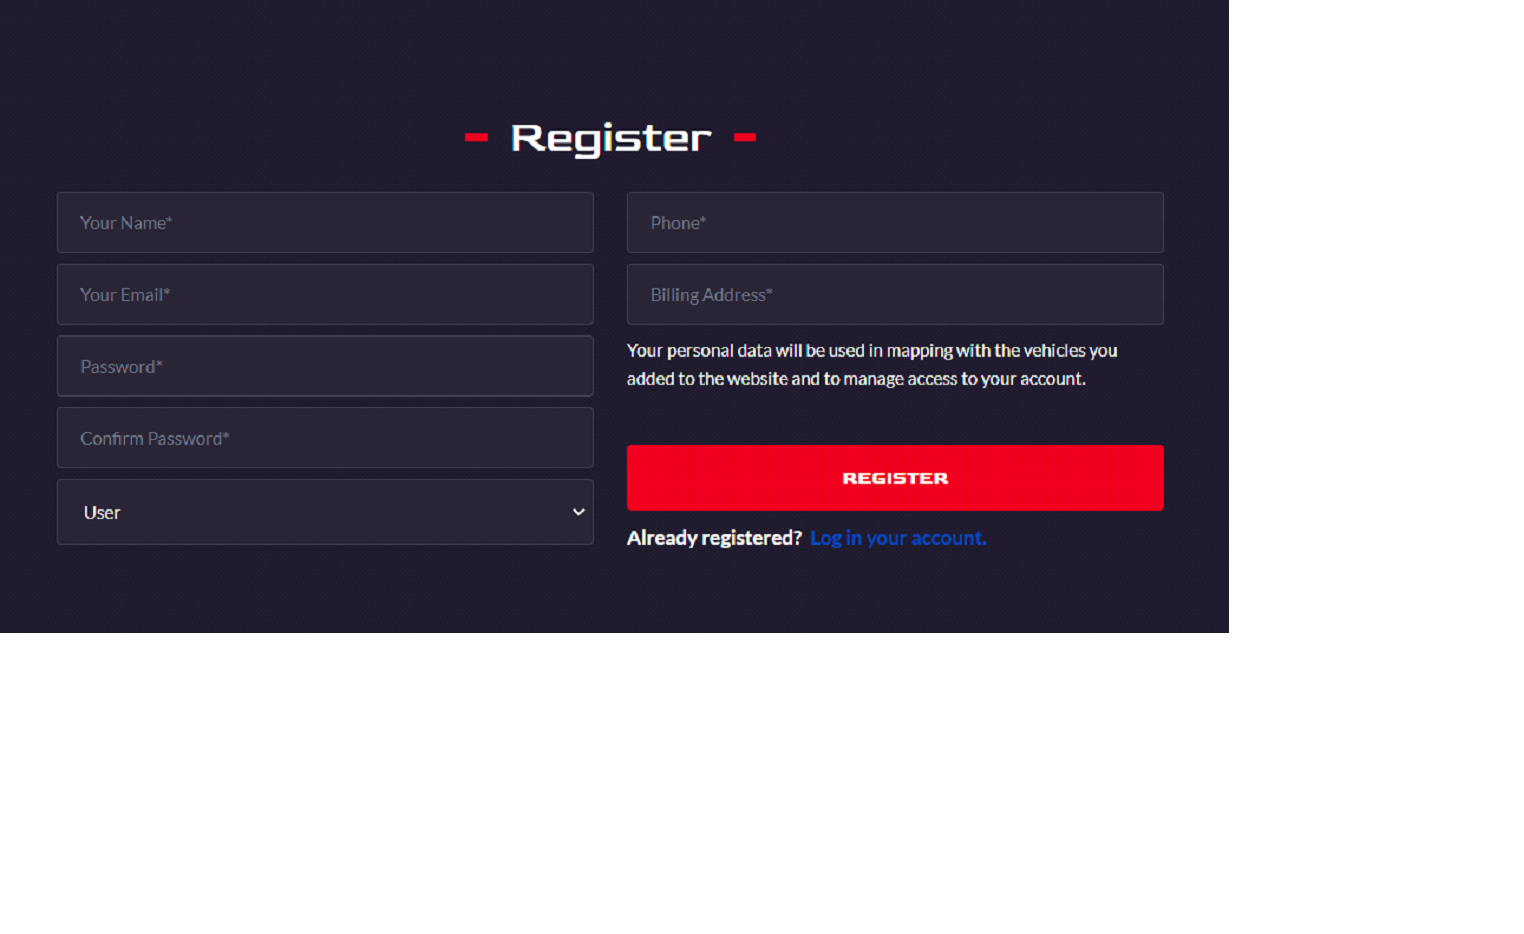 Register
Your Name*
Your Email*
Password*
Confirm Password*
User
Phone*
Billing Address*
Your personal data will be used in mapping with the vehicles you
added to the website and to manage access to your account.
REGISTER
Already registered? Log in your account.